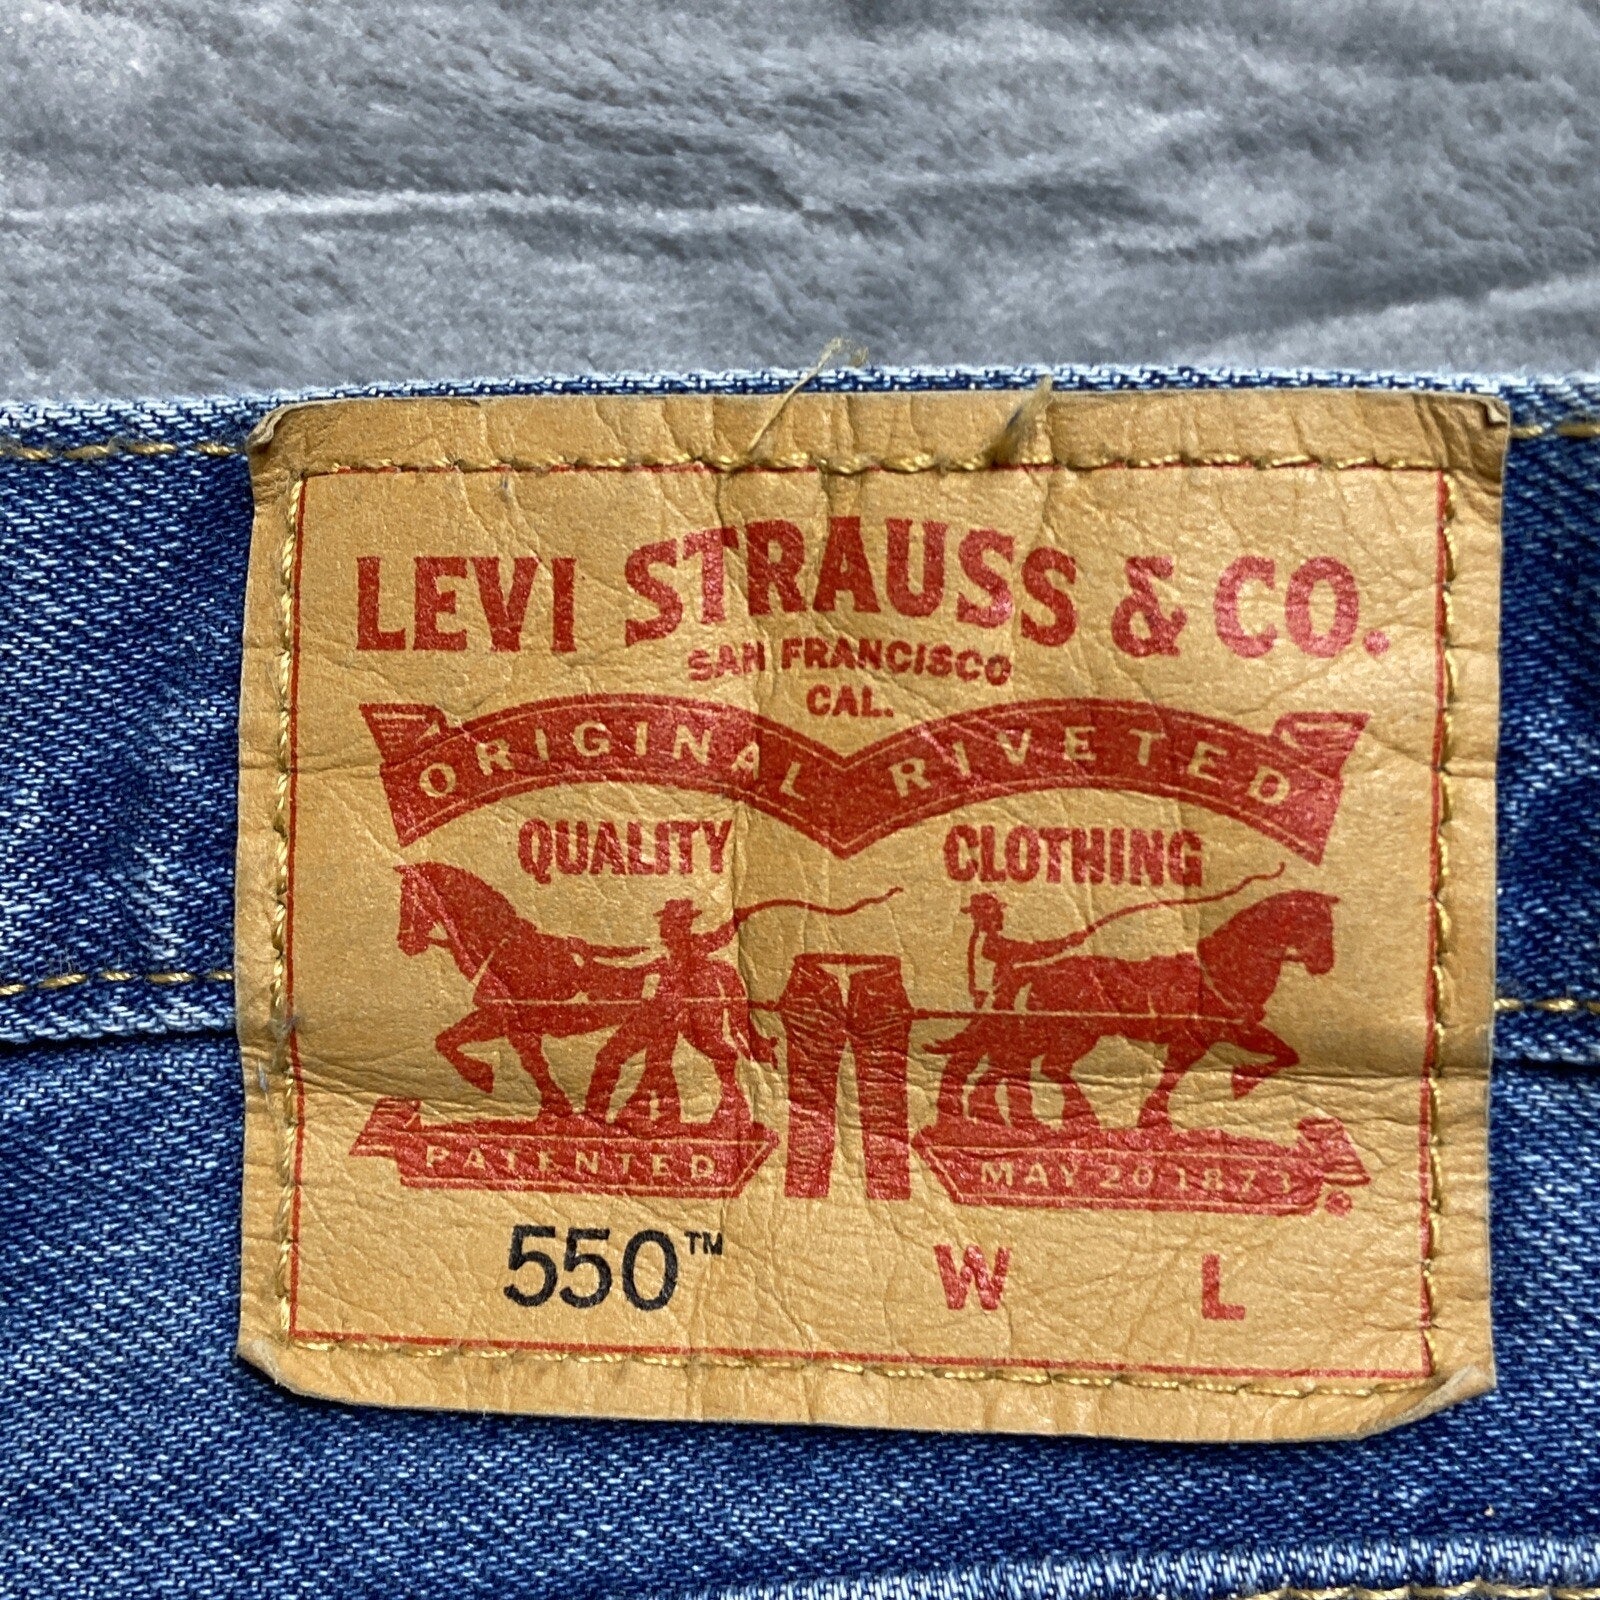 LEVI STRAUSS & CO.
SAN FRANCISCO
CAL.
ORIGINAL RIVETED
QUALITY CLOTHING
PATENTED MAY 20 1873
550™ W L